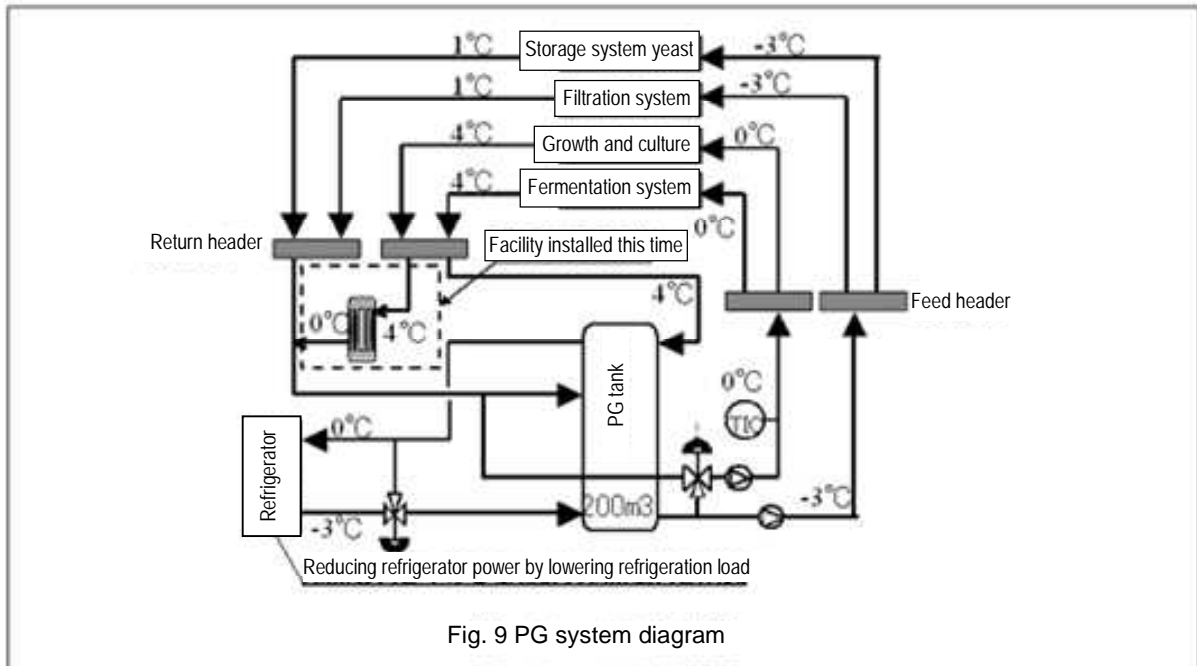 1°C
Storage system yeast
-3°C
1°C
Filtration system
-3°C
4°C
Growth and culture
0°C
4°C
Fermentation system
0°C
Return header
Facility installed this time
4°C
Feed header
0°C
4°C
PG tank
0°C
TIC
Refrigerator
0°C
200m3
-3°C
-3°C
Reducing refrigerator power by lowering refrigeration load
Fig. 9 PG system diagram